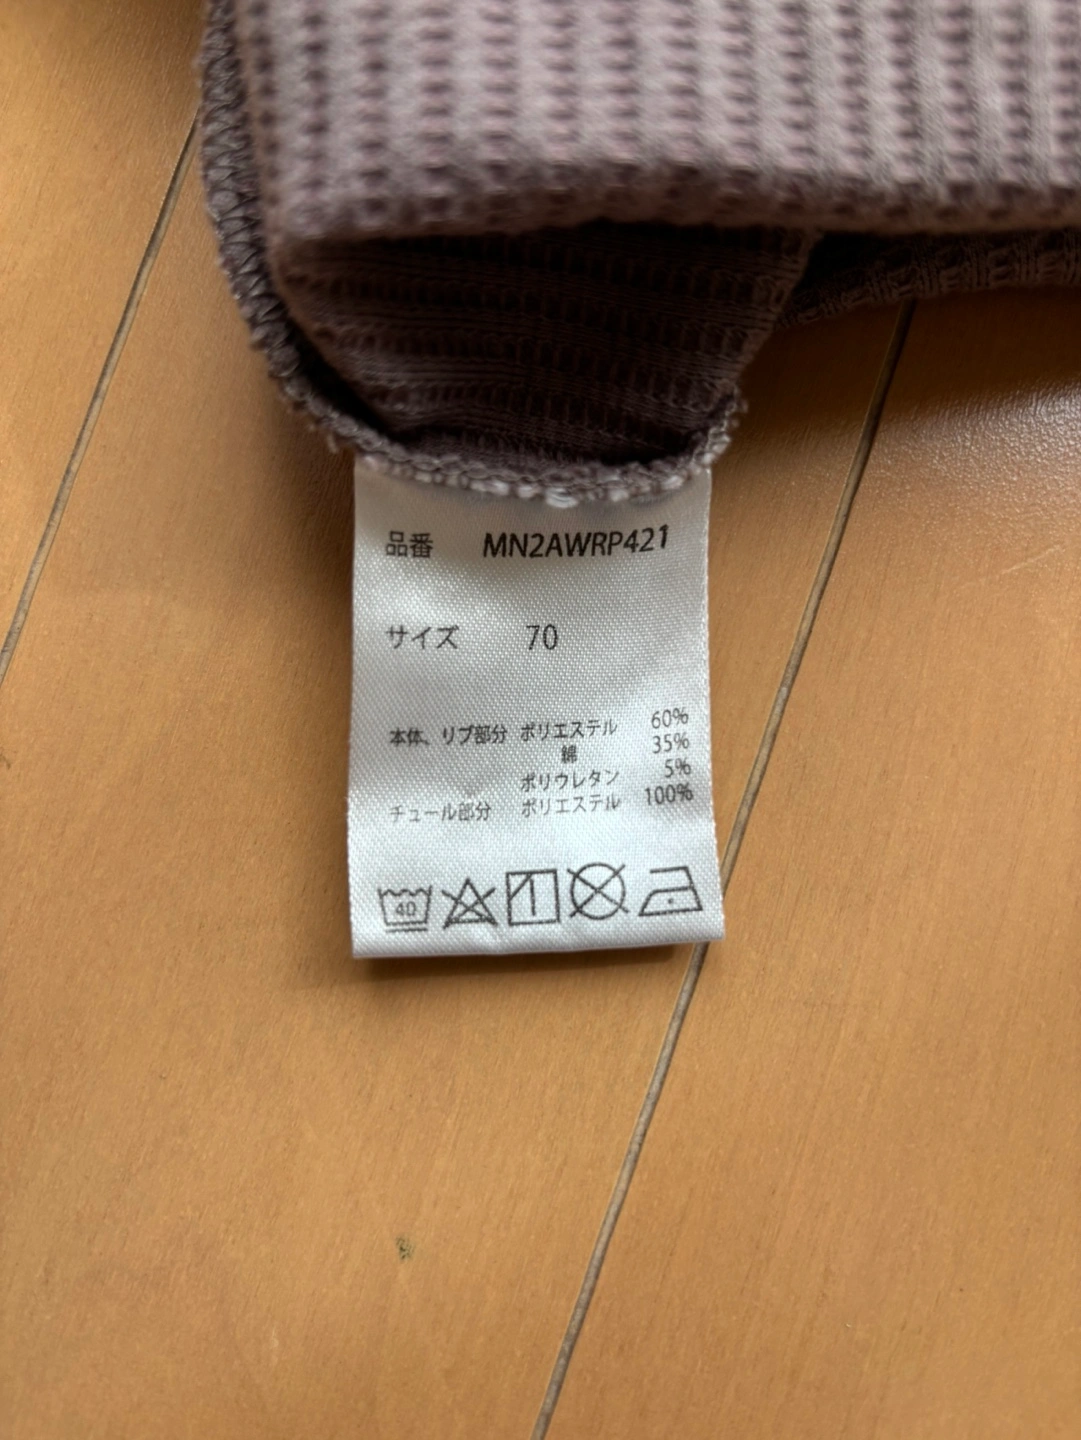 品番 MN2AWRP421
サイズ 70
本体、リブ部分 ポリエステル 60%
綿 35%
ポリウレタン 5%
チュール部分 ポリエステル 100%
40